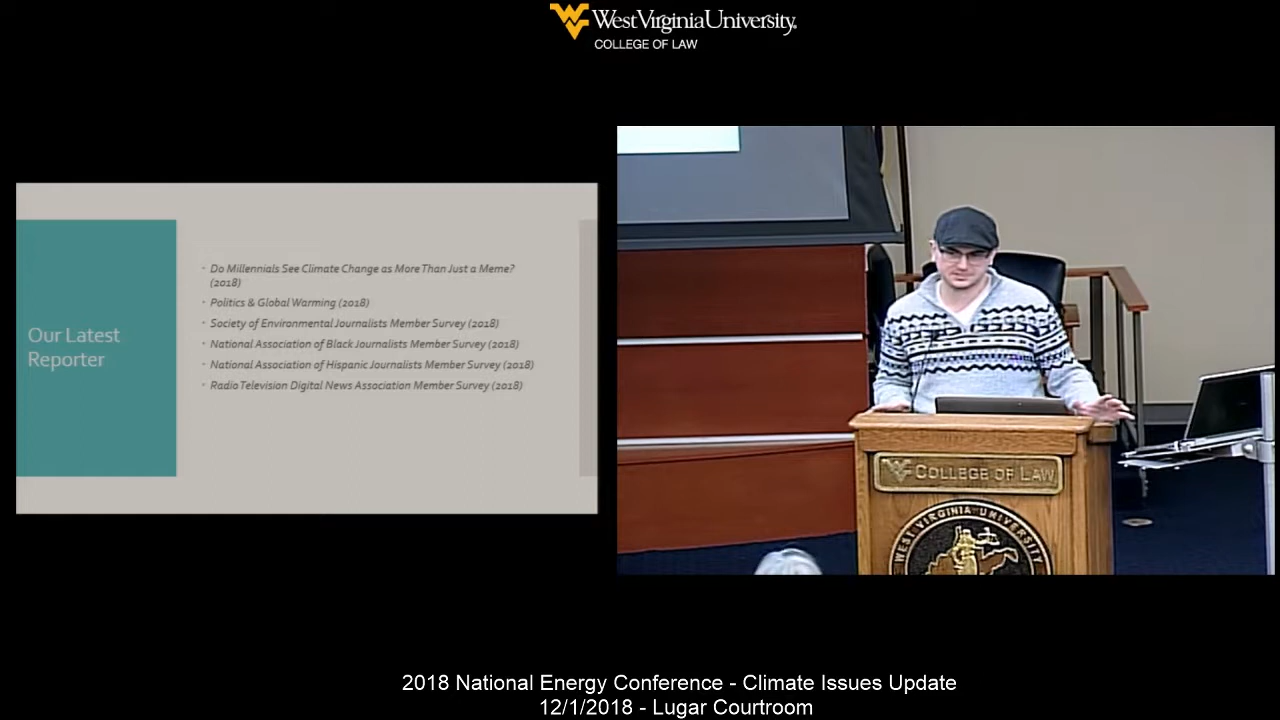 WestVirginiaUniversity.
COLLEGE OF LAW
Our Latest
Reporter
Do Millennials See Climate Change as More Than Just a Meme?
(2018)
Politics & Global Warming (2018)
Society of Environmental Journalists Member Survey (2018)
National Association of Black Journalists Member Survey (2018)
National Association of Hispanic Journalists Member Survey (2018)
Radio Television Digital News Association Member Survey (2018)
COLLEGE OF LAW
WEST VIRGINIA UNIVERSITY
2018 National Energy Conference - Climate Issues Update
12/1/2018 - Lugar Courtroom